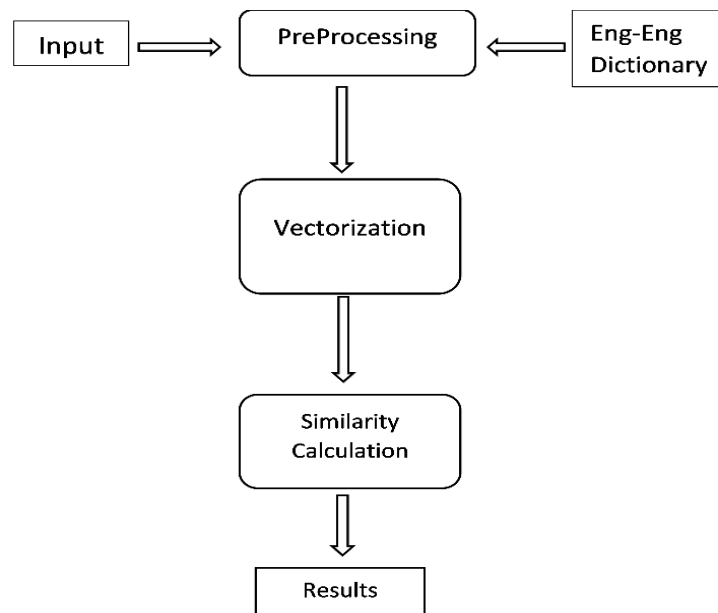 Input
PreProcessing
Eng-Eng
Dictionary
Vectorization
Similarity
Calculation
Results